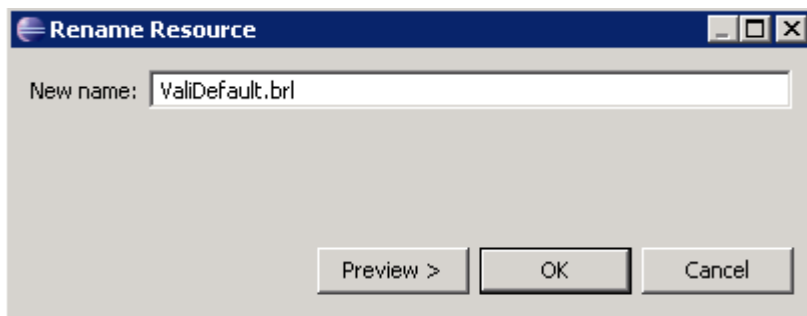 Rename Resource
New name: ValiDefault.brl
Preview > OK Cancel